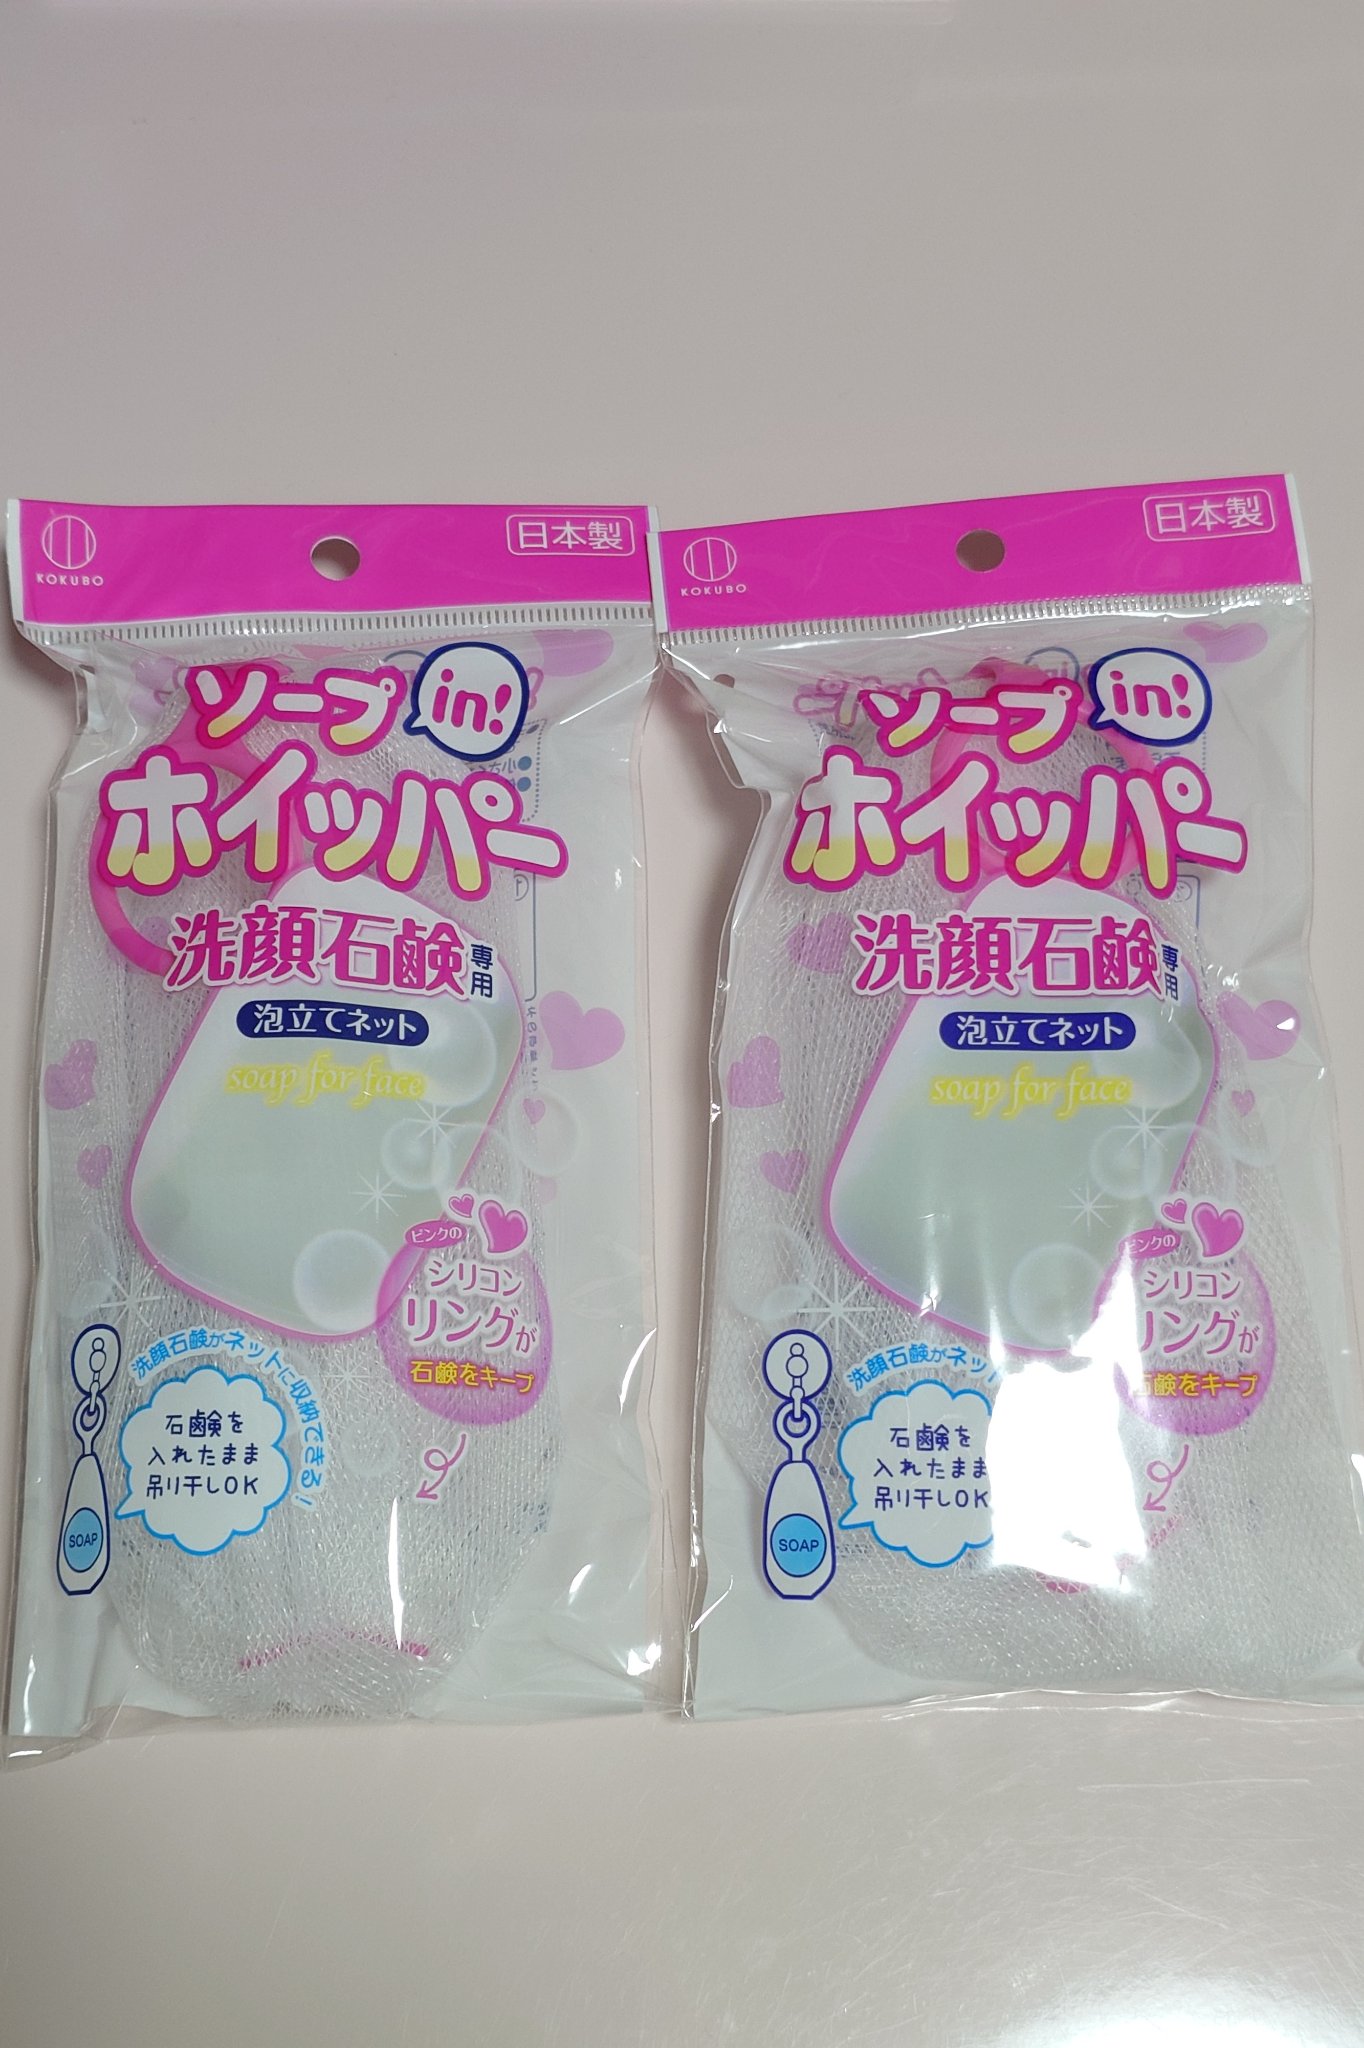 KOKUBO
日本製
ソープ
in!
ホイッパー
洗顔石鹸
専用
泡立てネット
soap for face
ピンクの
シリコン
リングが
石鹸をキープ
洗顔石鹸がネットに収納できる!
石鹸を
入れたまま
吊り干しOK
SOAP
KOKUBO
日本製
ソープ
in!
ホイッパー
洗顔石鹸
専用
泡立てネット
soap for face
ピンクの
シリコン
リングが
石鹸をキープ
洗顔石鹸がネット
石鹸を
入れたまま
吊り干しOK
SOAP